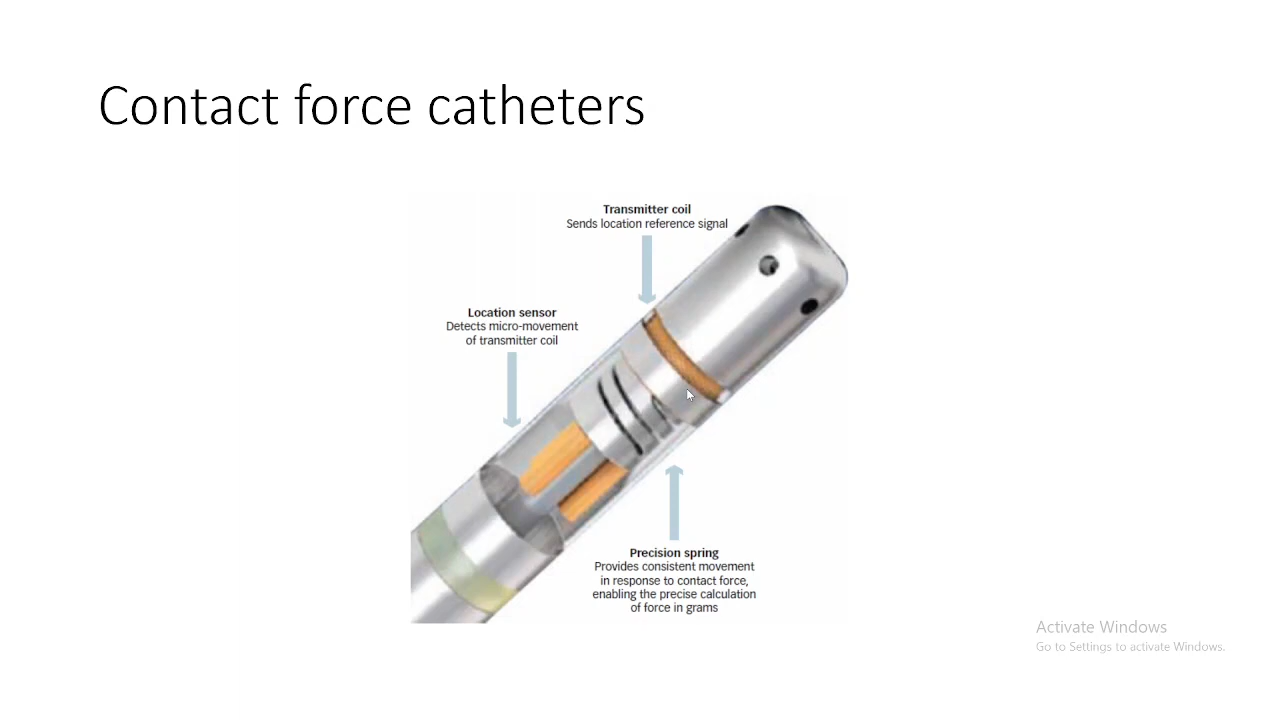 Contact force catheters
Transmitter coil
Sends location reference signal
Location sensor
Detects micro-movement
of transmitter coil
Precision spring
Provides consistent movement
in response to contact force,
enabling the precise calculation
of force in grams
Activate Windows
Go to Settings to activate Windows.